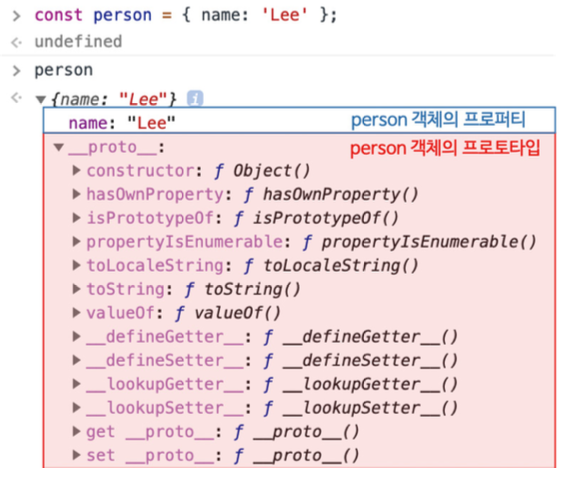 > const person = { name: 'Lee' };
< undefined
> person
< ▼{name: "Lee"} i
name: "Lee" person 객체의 프로퍼티
▼__proto__: person 객체의 프로토타입
▶constructor: ƒ Object()
▶hasOwnProperty: ƒ hasOwnProperty()
▶isPrototypeOf: ƒ isPrototypeOf()
▶propertyIsEnumerable: ƒ propertyIsEnumerable()
▶toLocaleString: ƒ toLocaleString()
▶toString: ƒ toString()
▶valueOf: ƒ valueOf()
▶__defineGetter__: ƒ __defineGetter__()
▶__defineSetter__: ƒ __defineSetter__()
▶__lookupGetter__: ƒ __lookupGetter__()
▶__lookupSetter__: ƒ __lookupSetter__()
▶get __proto__: ƒ __proto__()
▶set __proto__: ƒ __proto__()